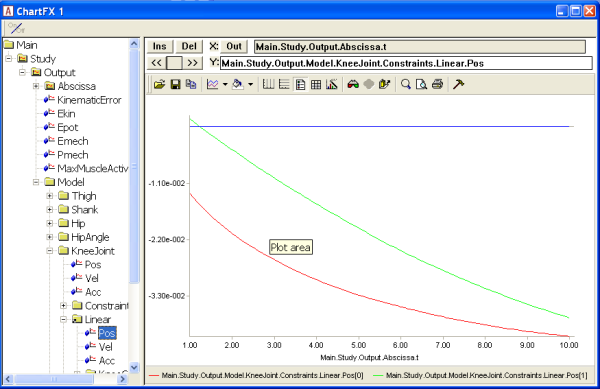 ChartFX 1
On/Off
Main
Study
Output
Abscissa
KinematicError
Ekin
Epot
Emech
Pmech
MaxMuscleActiv
Model
Thigh
Shank
Hip
HipAngle
KneeJoint
Pos
Vel
Acc
Constraint
Linear
Pos
Vel
Acc
Ins Del X: Out Main.Study.Output.Abscissa.t
<< >> Y: Main.Study.Output.Model.KneeJoint.Constraints.Linear.Pos
-1.10e-002
-2.20e-002
-3.30e-002
Plot area
1.00 2.00 3.00 4.00 5.00 6.00 7.00 8.00 9.00 10.00
Main.Study.Output.Abscissa.t
Main.Study.Output.Model.KneeJoint.Constraints.Linear.Pos[0] Main.Study.Output.Model.KneeJoint.Constraints.Linear.Pos[1]